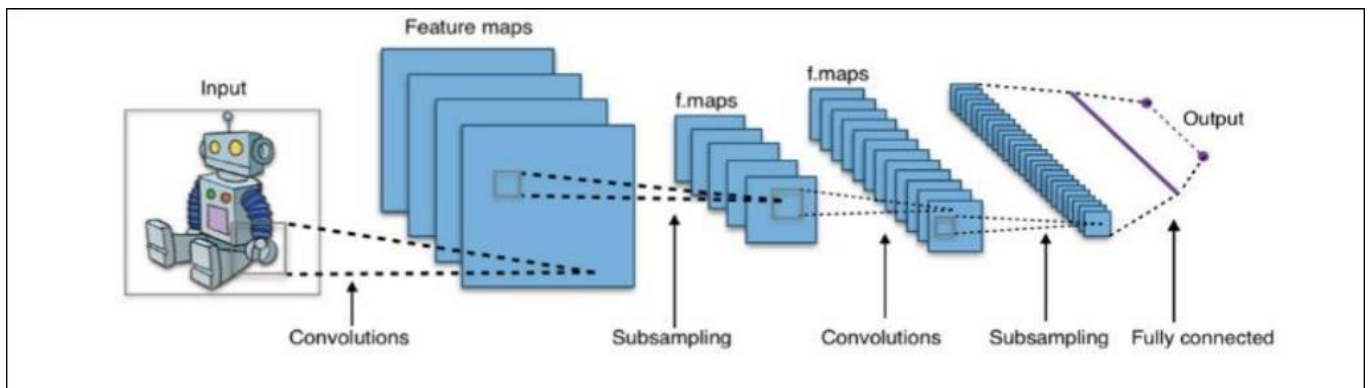 Feature maps
Input
f.maps
f.maps
Output
Convolutions
Subsampling
Convolutions
Subsampling
Fully connected